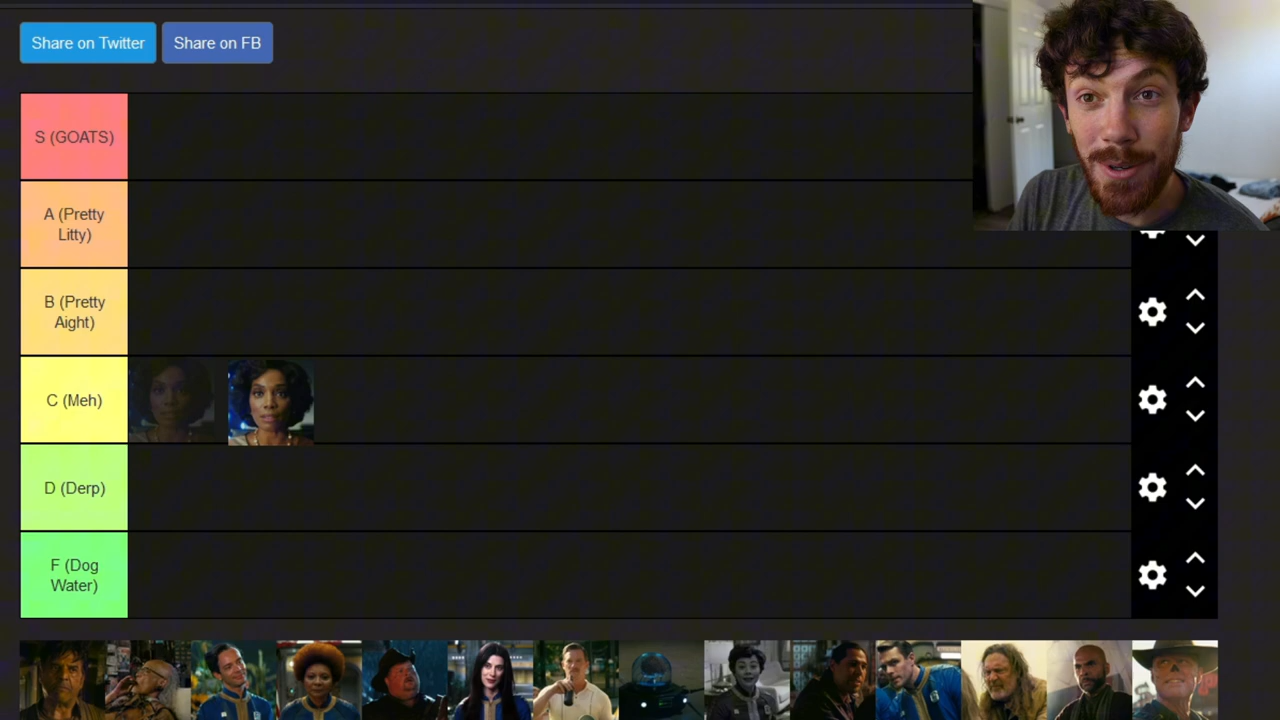 Share on Twitter
Share on FB
S (GOATS)
A (Pretty
Litty)
B (Pretty
Aight)
C (Meh)
D (Derp)
F (Dog
Water)